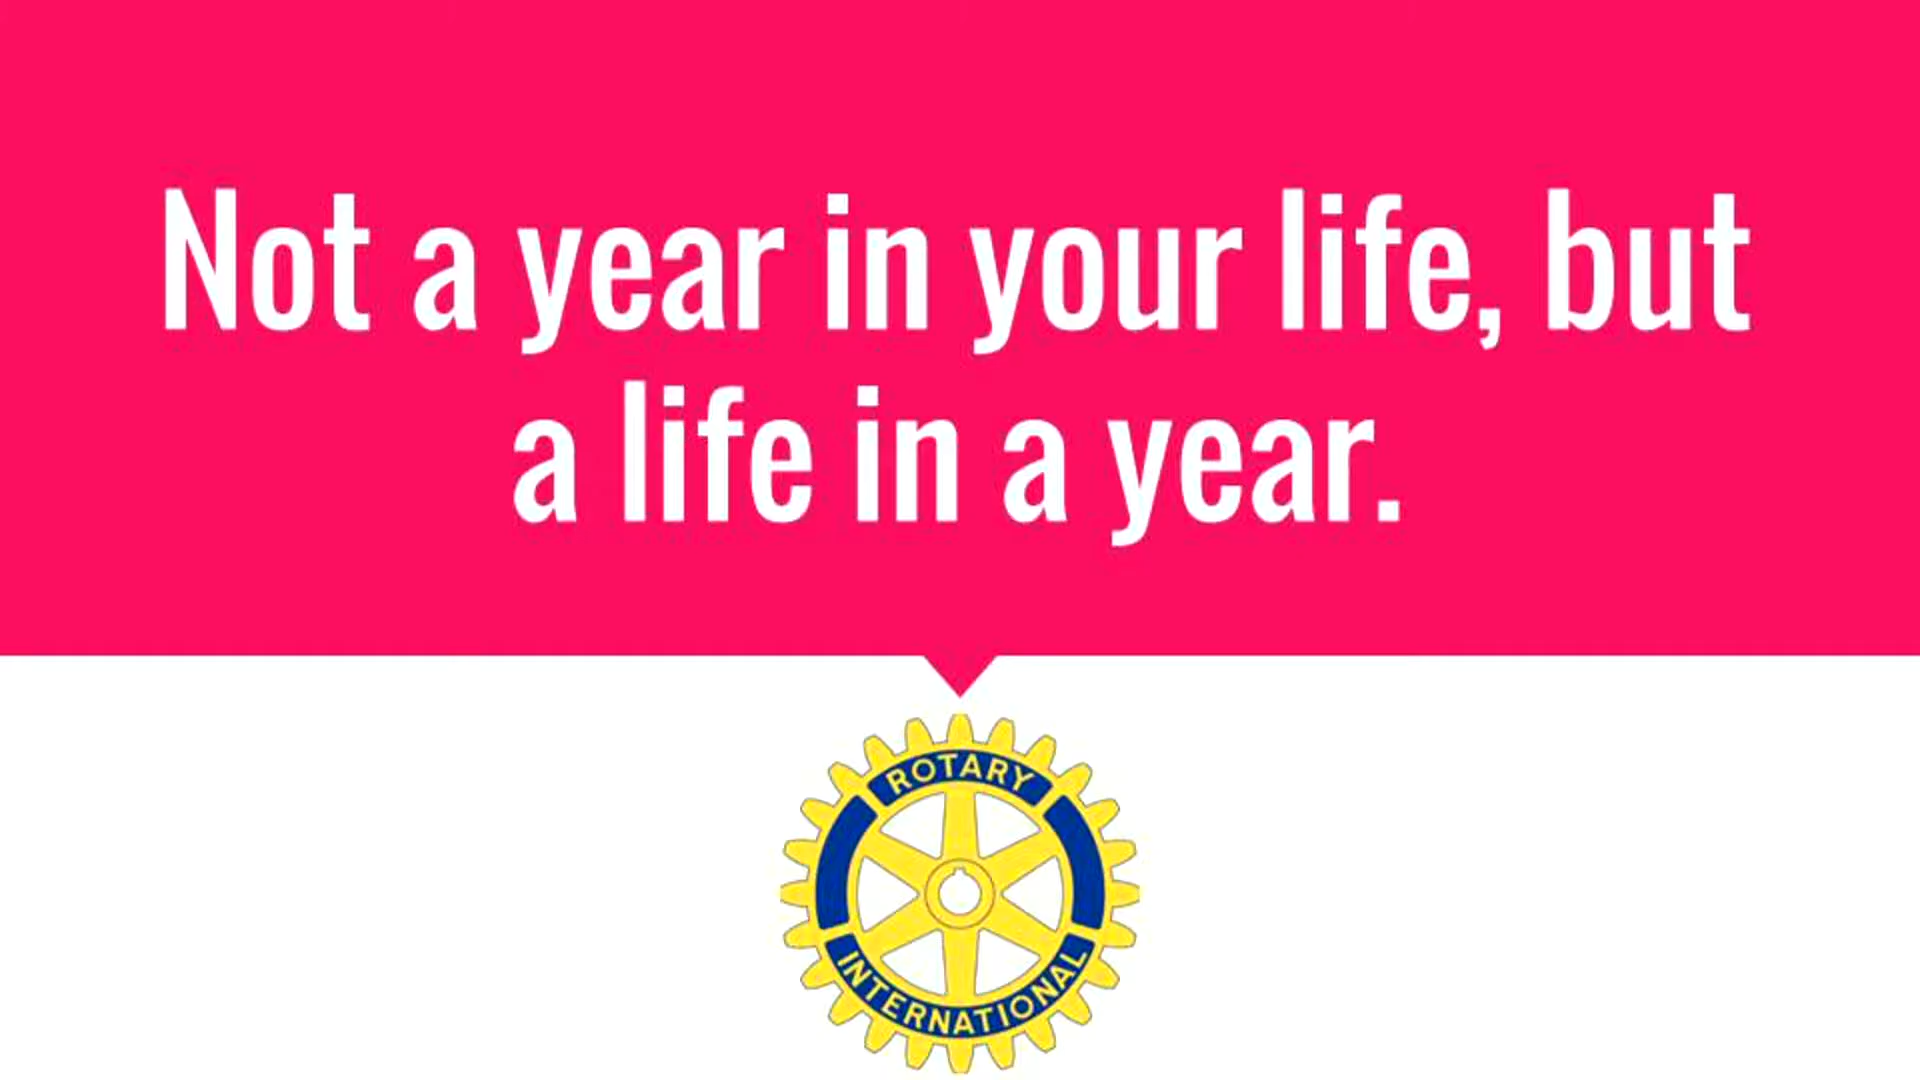 Not a year in your life, but
a life in a year.
ROTARY
INTERNATIONAL